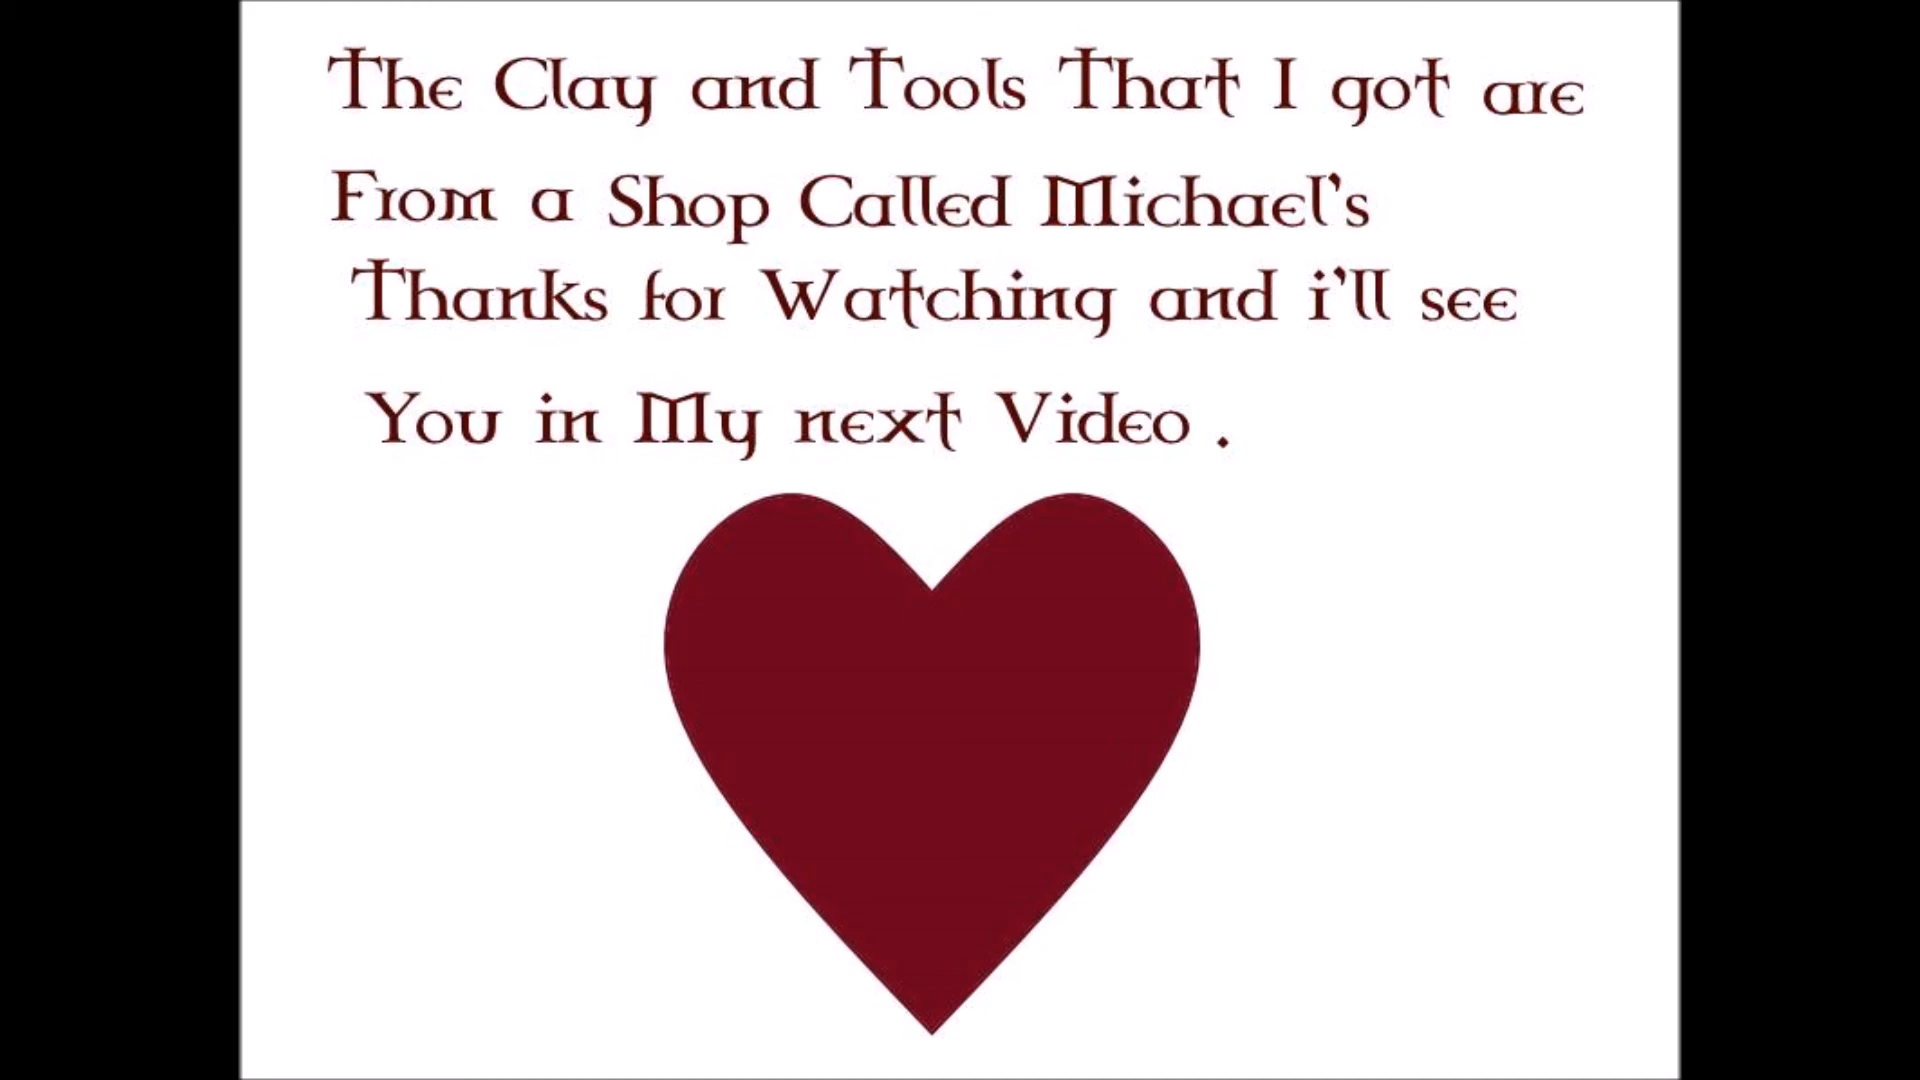 The Clay and Tools That I got are
From a Shop Called Michael's
Thanks for Watching and i'll see
You in My next Video .